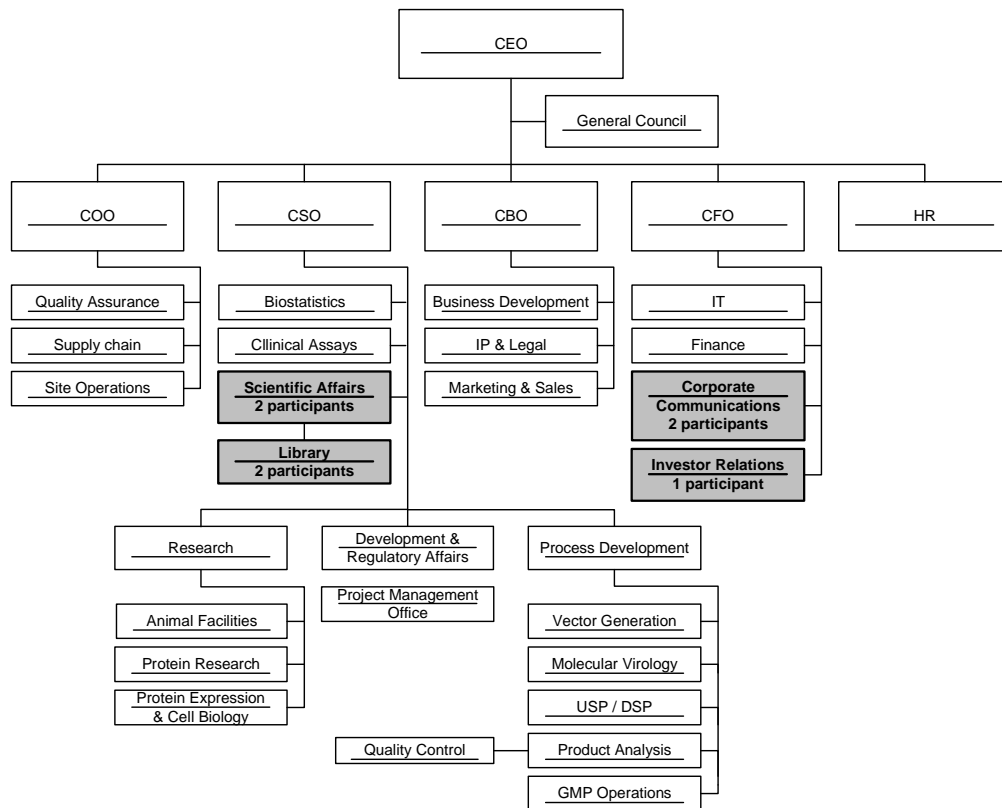 CEO
General Council
COO
CSO
CBO
CFO
HR
Quality Assurance
Biostatistics
Business Development
IT
Supply chain
Cllinical Assays
IP & Legal
Finance
Site Operations
Scientific Affairs
2 participants
Marketing & Sales
Corporate
Communications
2 participants
Library
2 participants
Investor Relations
1 participant
Research
Development &
Regulatory Affairs
Process Development
Project Management
Office
Animal Facilities
Vector Generation
Protein Research
Molecular Virology
Protein Expression
& Cell Biology
USP / DSP
Quality Control
Product Analysis
GMP Operations